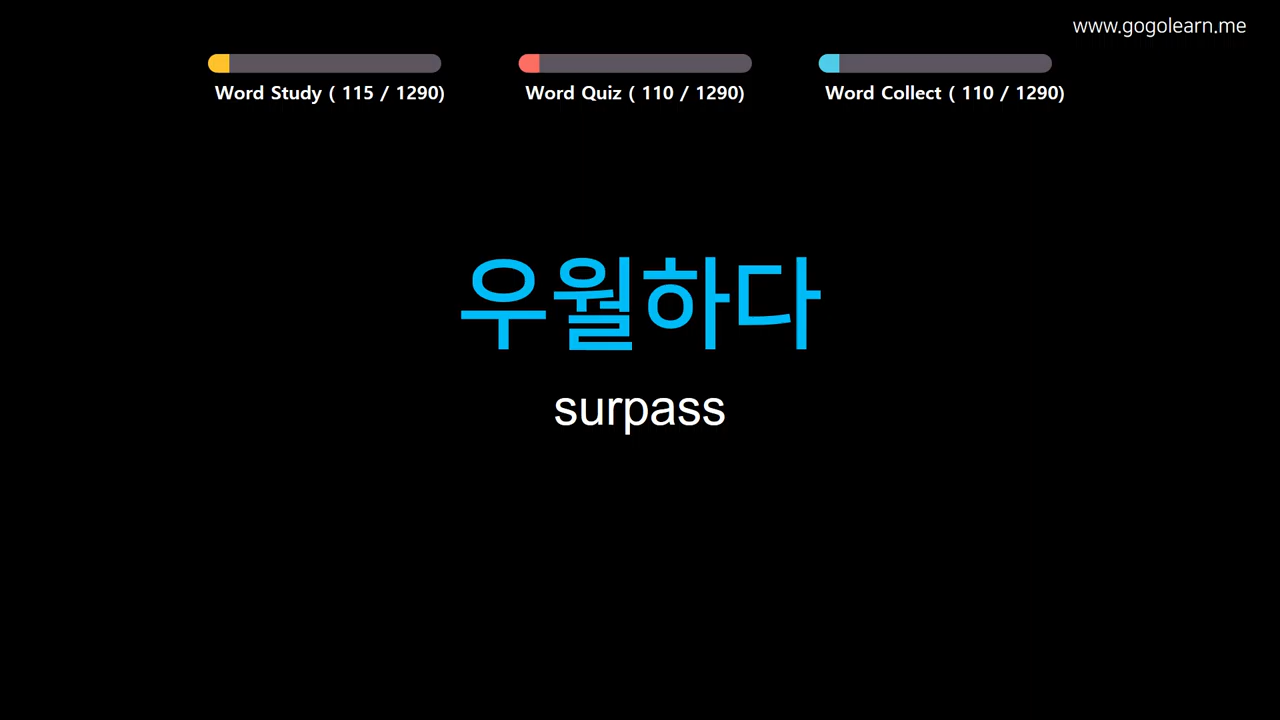 www.gogolearn.me
Word Study ( 115 / 1290)
Word Quiz ( 110 / 1290)
Word Collect ( 110 / 1290)
우월하다
surpass